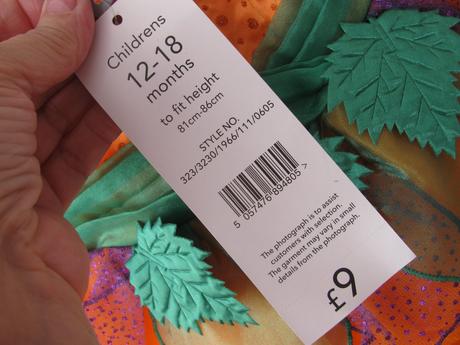 Childrens
12-18
months
to fit height
81cm-86cm
STYLE NO.
323/3230/1966/111/0605
5 057476 894805 >
The photograph is to assist
customers with selection.
The garment may vary in small
details from the photograph.
£9